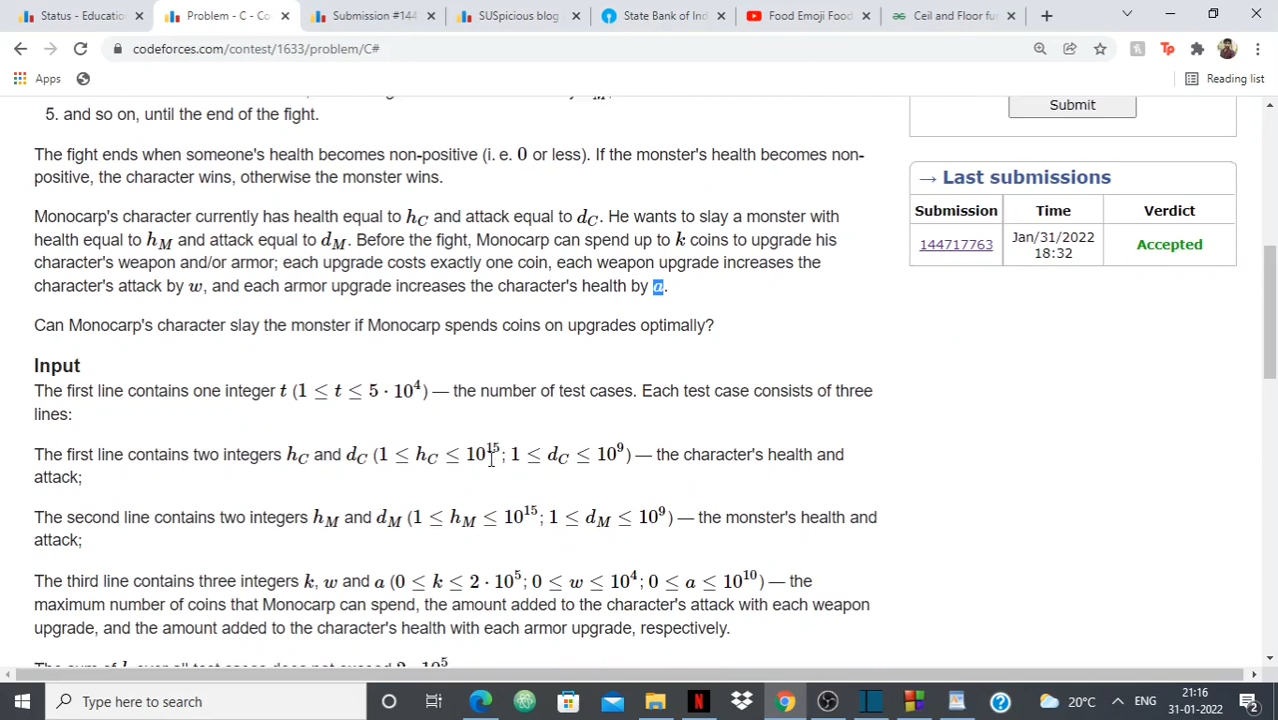 Status - Educatio
Problem - C - Co
Submission #144
SUSpicious blog
State Bank of Ind
Food Emoji Food
Ceil and Floor fu
codeforces.com/contest/1633/problem/C#
Apps
Reading list
5. and so on, until the end of the fight.
The fight ends when someone's health becomes non-positive (i. e. 0 or less). If the monster's health becomes non-
positive, the character wins, otherwise the monster wins.
Monocarp's character currently has health equal to h_C and attack equal to d_C. He wants to slay a monster with
health equal to h_M and attack equal to d_M. Before the fight, Monocarp can spend up to k coins to upgrade his
character's weapon and/or armor; each upgrade costs exactly one coin, each weapon upgrade increases the
character's attack by w, and each armor upgrade increases the character's health by a.
Can Monocarp's character slay the monster if Monocarp spends coins on upgrades optimally?
Input
The first line contains one integer t (1 ≤ t ≤ 5 · 10^4) — the number of test cases. Each test case consists of three
lines:
The first line contains two integers h_C and d_C (1 ≤ h_C ≤ 10^15; 1 ≤ d_C ≤ 10^9) — the character's health and
attack;
The second line contains two integers h_M and d_M (1 ≤ h_M ≤ 10^15; 1 ≤ d_M ≤ 10^9) — the monster's health and
attack;
The third line contains three integers k, w and a (0 ≤ k ≤ 2 · 10^5; 0 ≤ w ≤ 10^4; 0 ≤ a ≤ 10^10) — the
maximum number of coins that Monocarp can spend, the amount added to the character's attack with each weapon
upgrade, and the amount added to the character's health with each armor upgrade, respectively.
The sum of k over all test cases does not exceed 2 · 10^5
Submit
→ Last submissions
Submission Time Verdict
144717763 Jan/31/2022 18:32 Accepted
Type here to search
20°C
ENG
21:16
31-01-2022
2